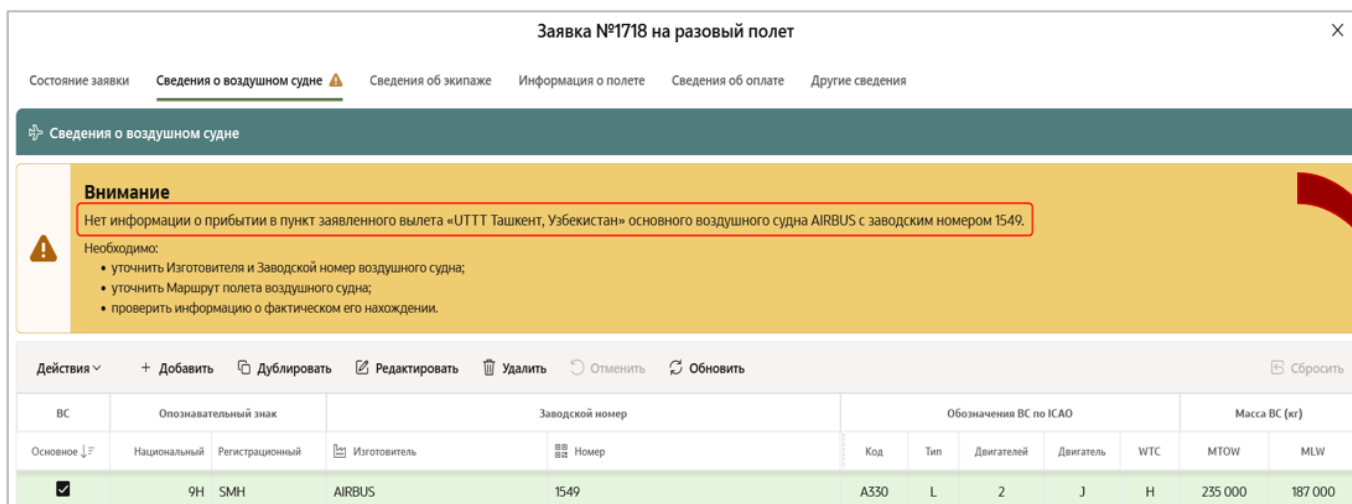 Заявка №1718 на разовый полет
Состояние заявки Сведения о воздушном судне Сведения об экипаже Информация о полете Сведения об оплате Другие сведения
Сведения о воздушном судне
Внимание
Нет информации о прибытии в пункт заявленного вылета «UTTT Ташкент, Узбекистан» основного воздушного судна AIRBUS с заводским номером 1549.
Необходимо:
• уточнить Изготовителя и Заводской номер воздушного судна;
• уточнить Маршрут полета воздушного судна;
• проверить информацию о фактическом его нахождении.
Действия + Добавить Дублировать Редактировать Удалить Отменить Обновить Сбросить
ВС Опознавательный знак Заводской номер Обозначения ВС по ICAO Масса ВС (кг)
Основное Национальный Регистрационный Изготовитель Номер Код Тип Двигателей Двигатель WTC MTOW MLW
9H SMH AIRBUS 1549 A330 L 2 J H 235 000 187 000